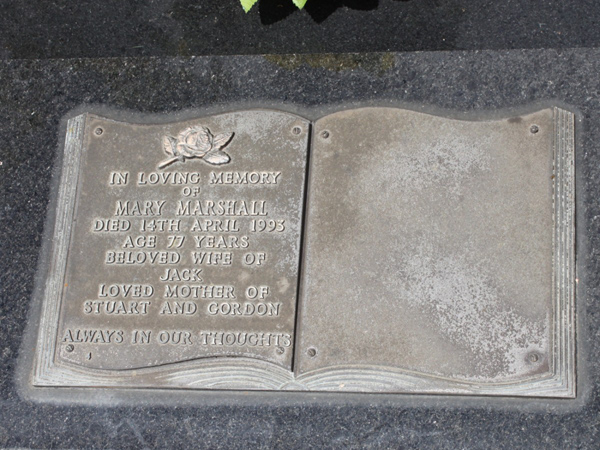 IN LOVING MEMORY
OF
MARY MARSHALL
DIED 14TH APRIL 1993
AGE 77 YEARS
BELOVED WIFE OF
JACK
LOVED MOTHER OF
STUART AND GORDON
ALWAYS IN OUR THOUGHTS